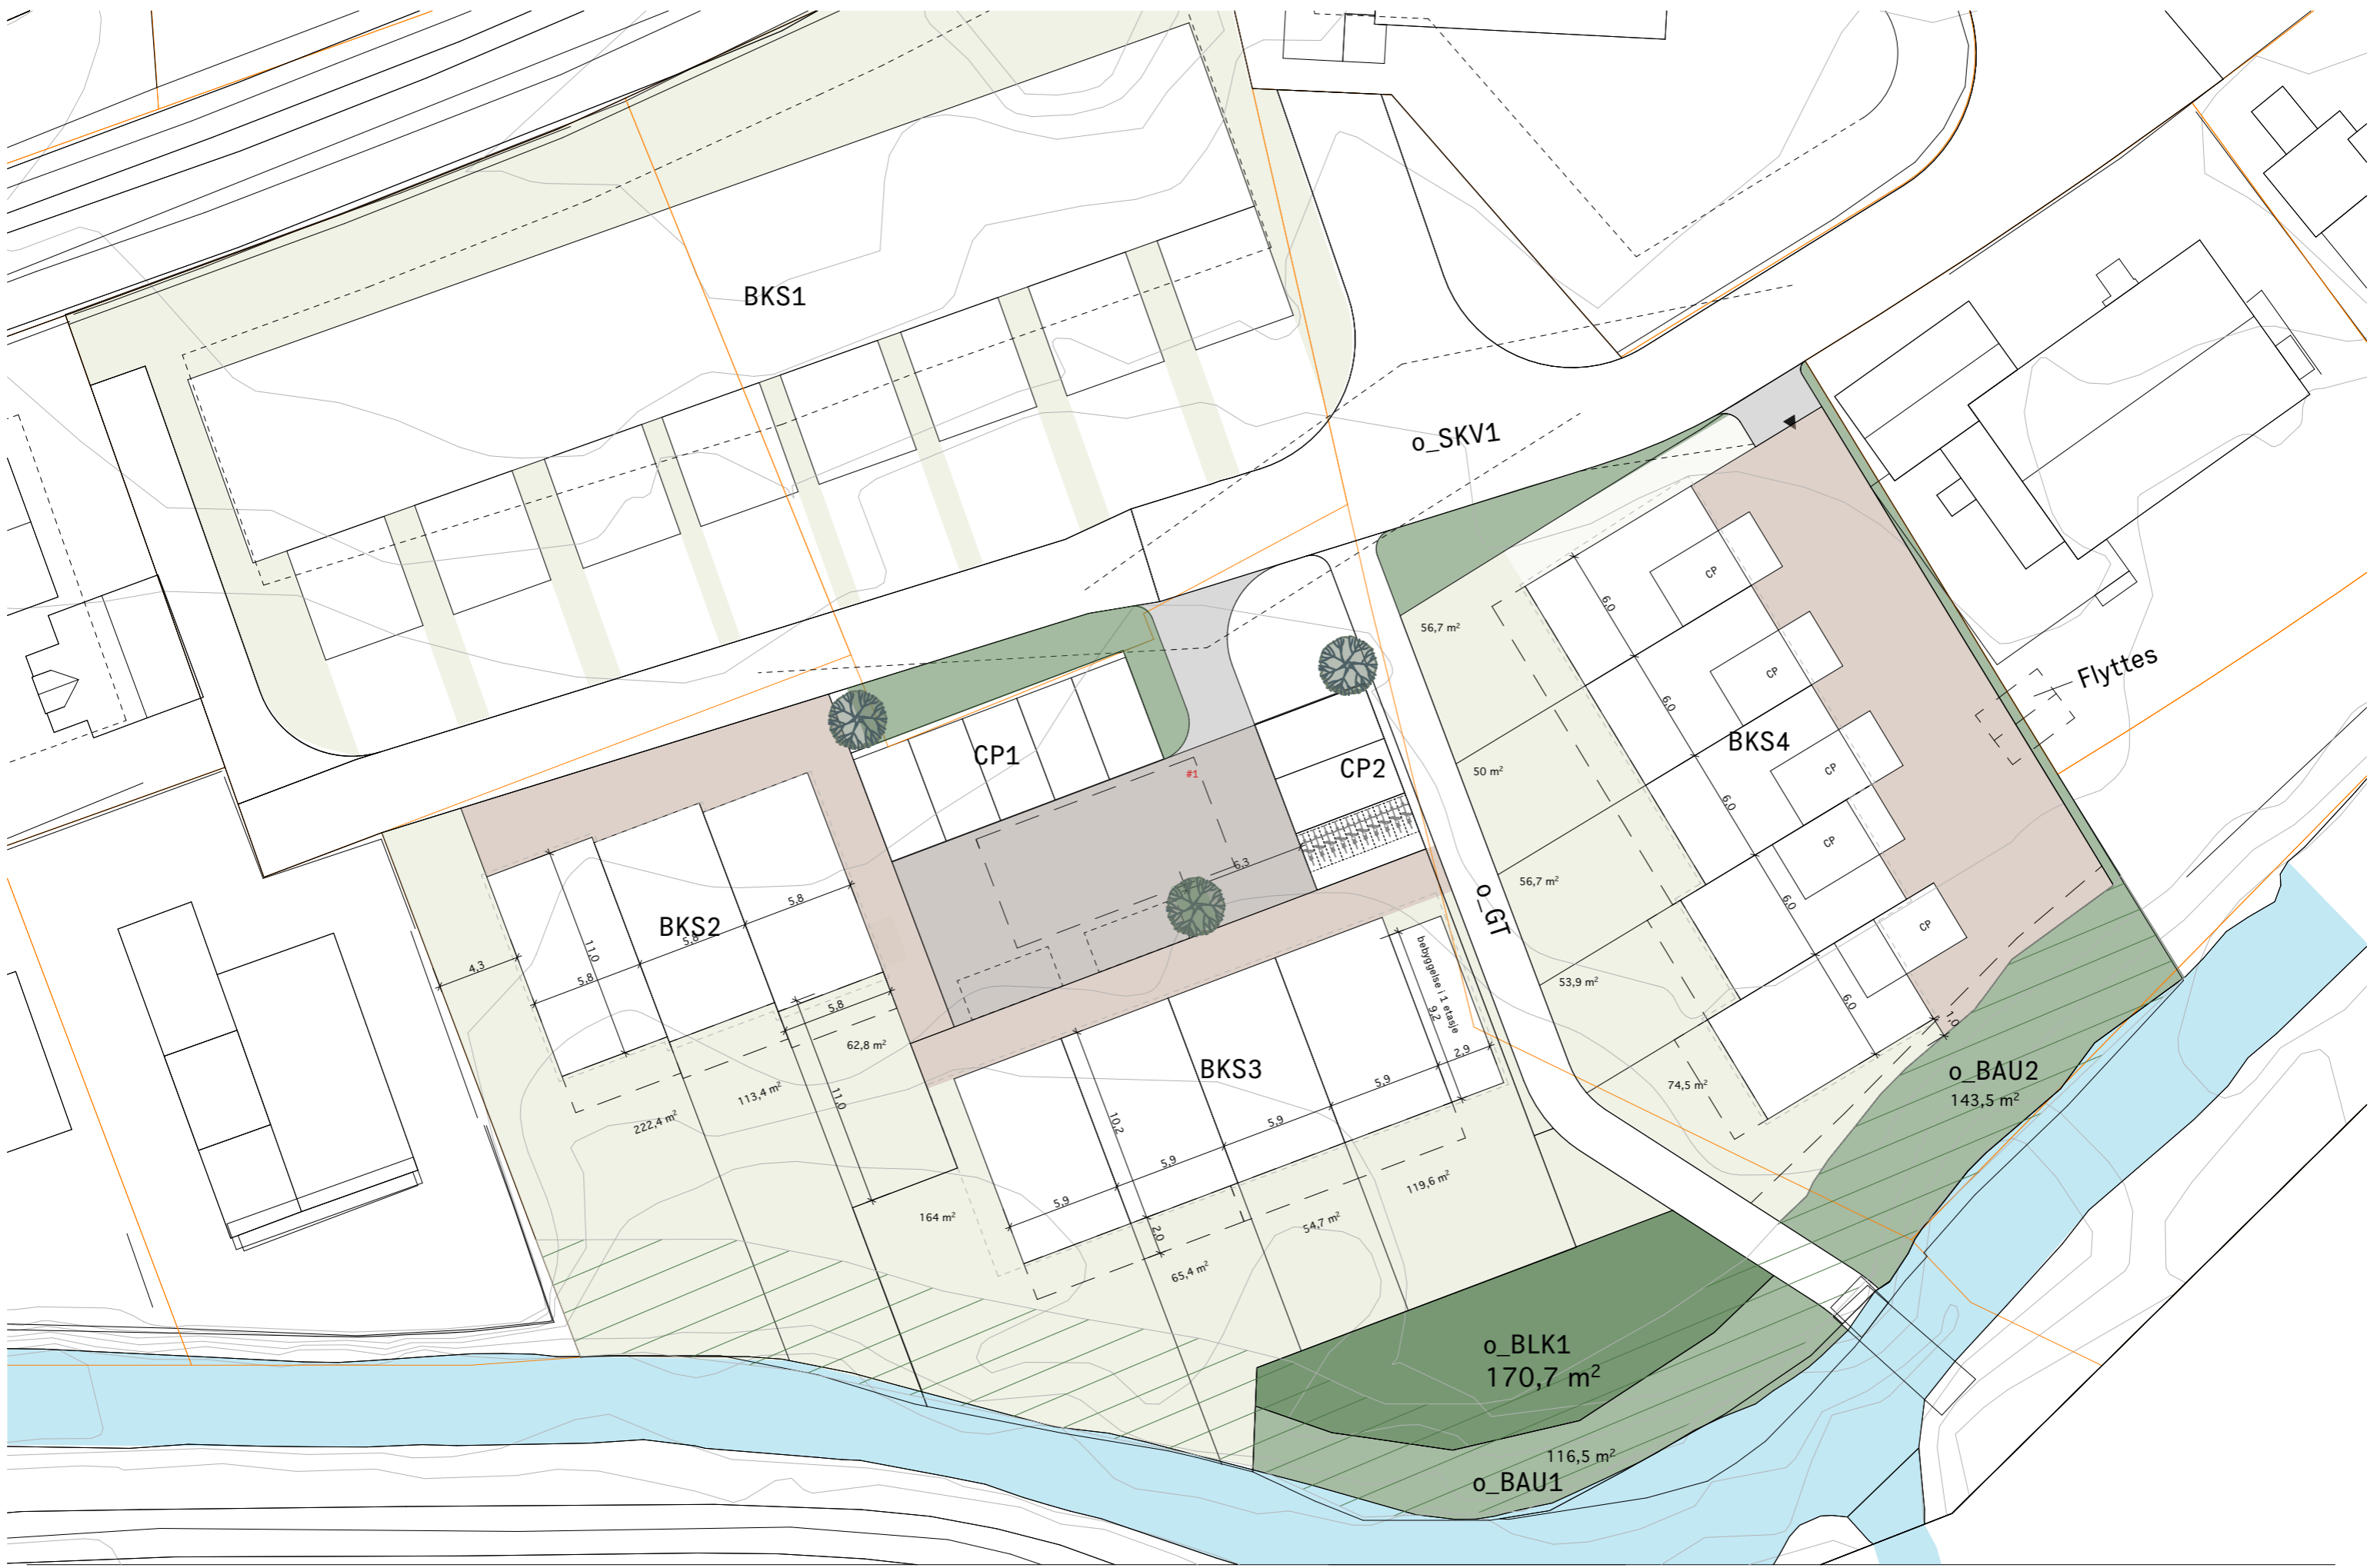 BKS1
o_SKV1
CP
6,0
56,7 m²
CP
6,0
Flyttes
BKS4
CP1
#1
CP2
50 m²
CP
6,0
CP
6,3
56,7 m²
o_GT
6,0
CP
5,8
BKS2
5,8
11,0
4,3
5,8
53,9 m²
6,0
1,0
bebyggelse i 1 etasje
9,2
5,8
62,8 m²
2,9
BKS3
5,9
74,5 m²
o_BAU2
143,5 m²
113,4 m²
11,0
222,4 m²
10,2
5,9
5,9
5,9
119,6 m²
164 m²
2,0
54,7 m²
65,4 m²
o_BLK1
170,7 m²
116,5 m²
o_BAU1